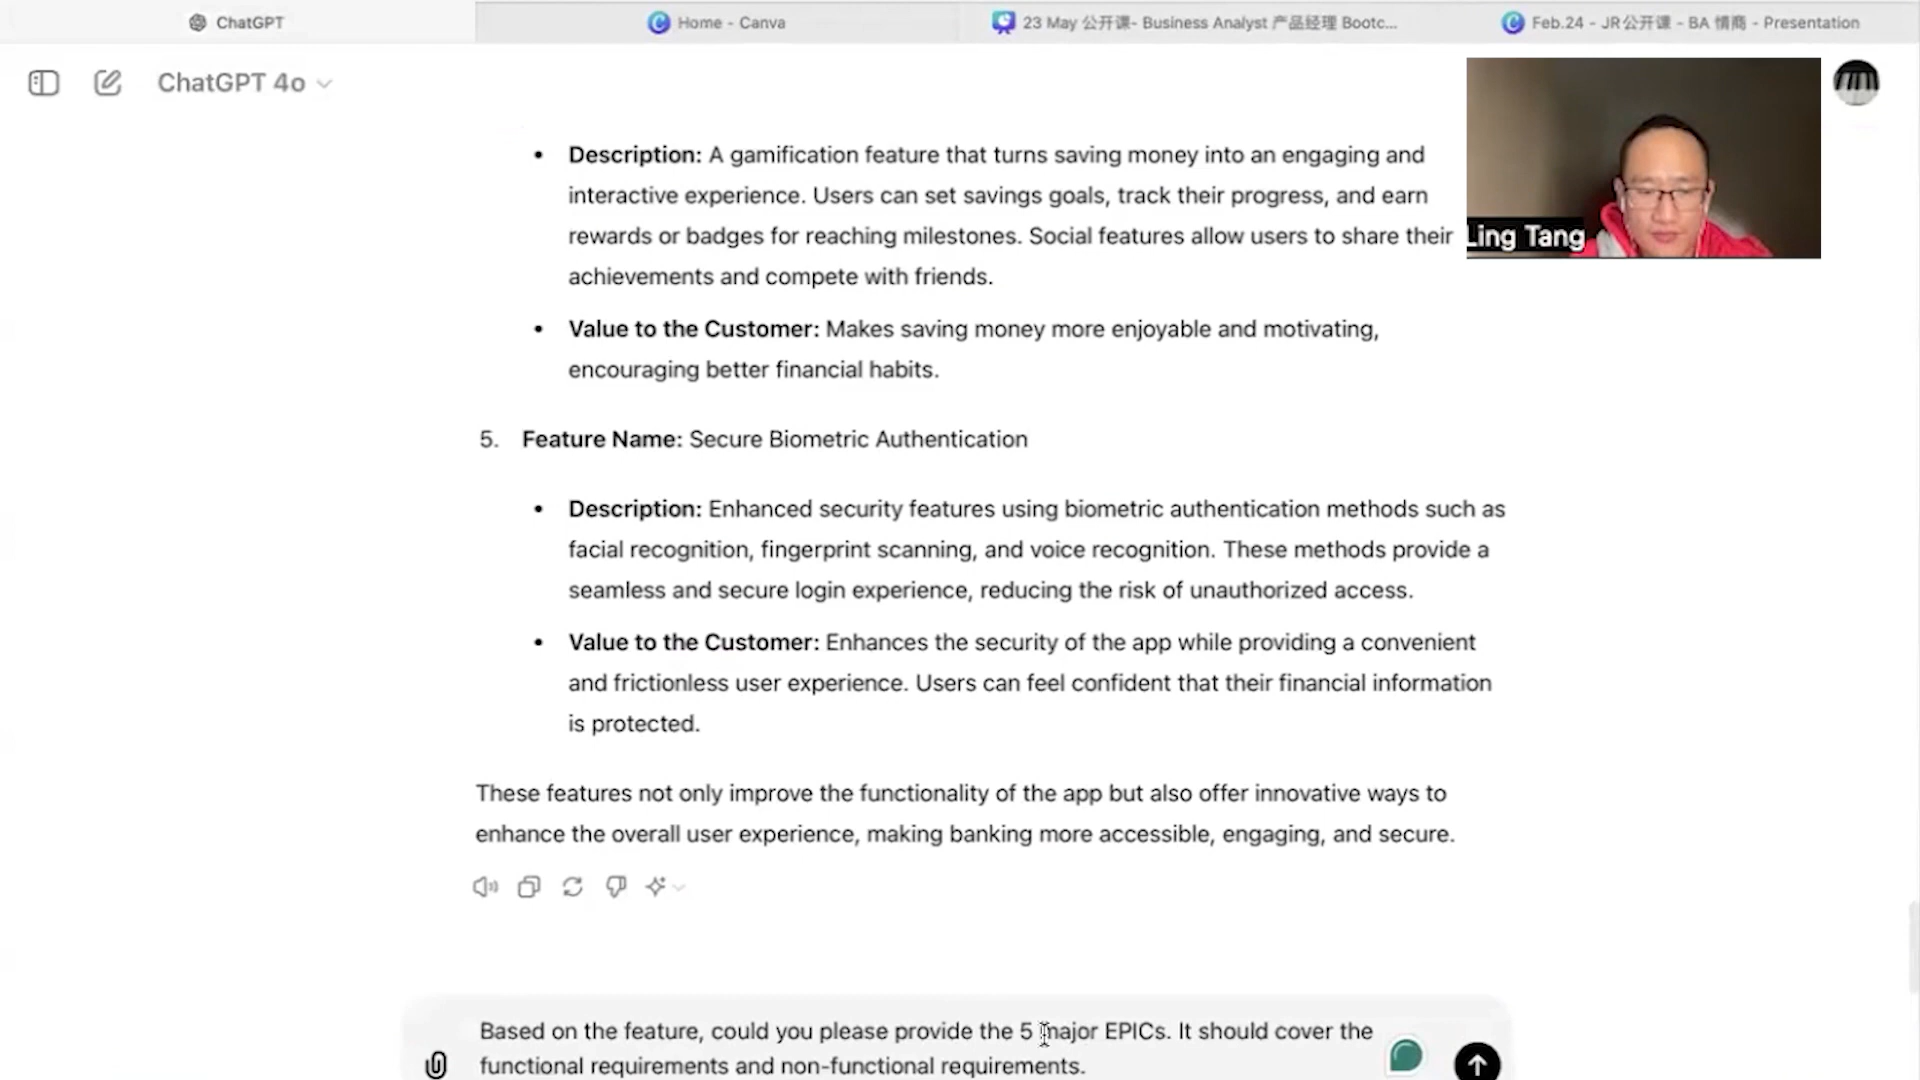 ChatGPT
Home - Canva
23 May 公开课- Business Analyst 产品经理 Bootc...
Feb.24 - JR公开课 - BA 情商 - Presentation
ChatGPT 4o
Description: A gamification feature that turns saving money into an engaging and
interactive experience. Users can set savings goals, track their progress, and earn
rewards or badges for reaching milestones. Social features allow users to share their
achievements and compete with friends.
Ling Tang
Value to the Customer: Makes saving money more enjoyable and motivating,
encouraging better financial habits.
5. Feature Name: Secure Biometric Authentication
Description: Enhanced security features using biometric authentication methods such as
facial recognition, fingerprint scanning, and voice recognition. These methods provide a
seamless and secure login experience, reducing the risk of unauthorized access.
Value to the Customer: Enhances the security of the app while providing a convenient
and frictionless user experience. Users can feel confident that their financial information
is protected.
These features not only improve the functionality of the app but also offer innovative ways to
enhance the overall user experience, making banking more accessible, engaging, and secure.
Based on the feature, could you please provide the 5 major EPICs. It should cover the
functional requirements and non-functional requirements.